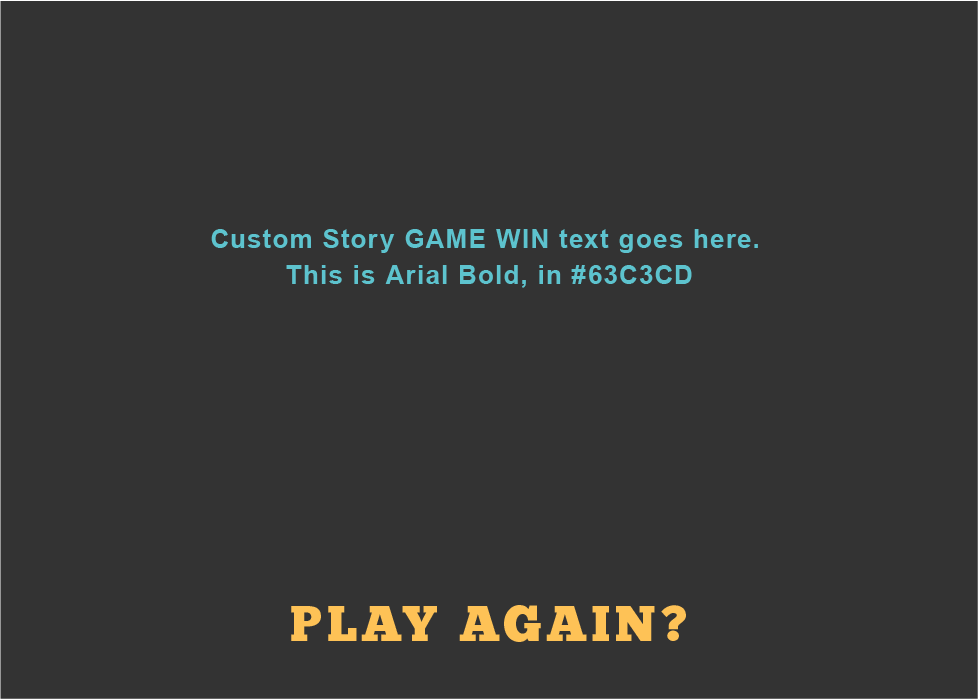 Custom Story GAME WIN text goes here.
This is Arial Bold, in #63C3CD
PLAY AGAIN?